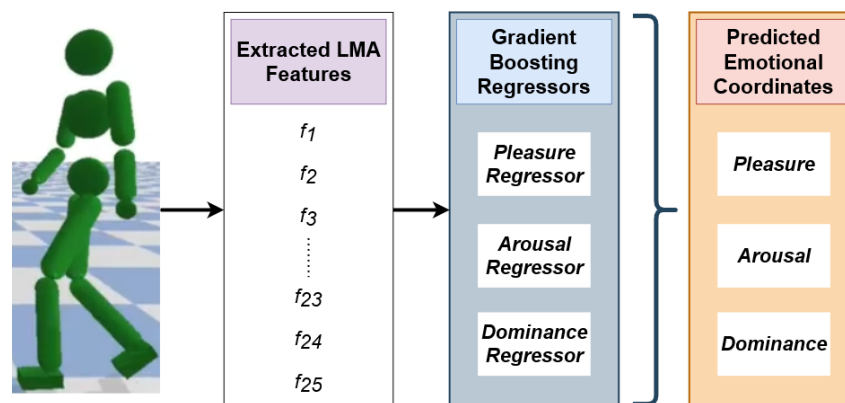 Extracted LMA
Features
f1
f2
f3
........
f23
f24
f25
Gradient
Boosting
Regressors
Pleasure
Regressor
Arousal
Regressor
Dominance
Regressor
Predicted
Emotional
Coordinates
Pleasure
Arousal
Dominance